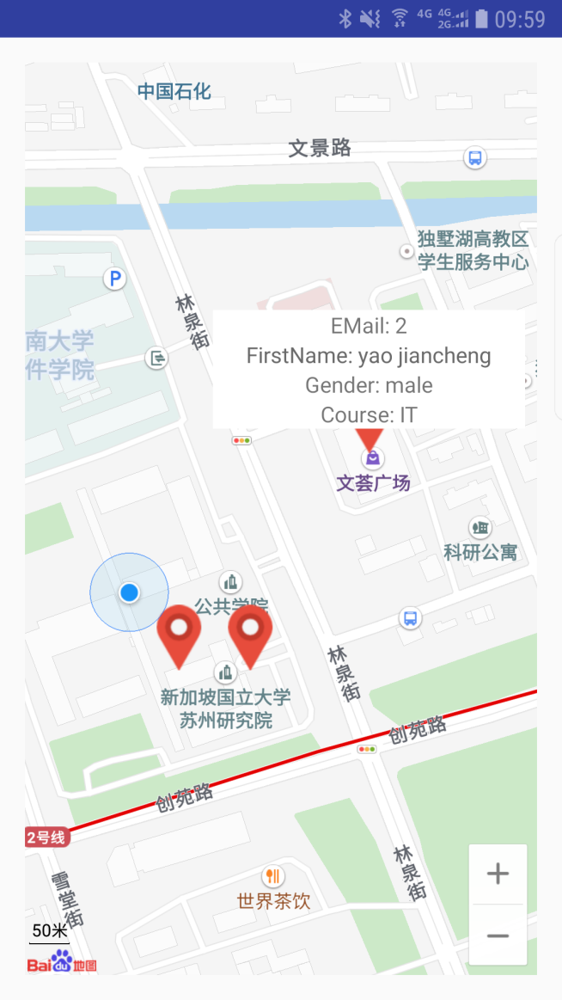 4G 4G 2G 09:59
中国石化
文景路
独墅湖高教区
学生服务中心
P
林泉街
南大学
件学院
EMail: 2
FirstName: yao jiancheng
Gender: male
Course: IT
文荟广场
科研公寓
公共学院
林泉街
新加坡国立大学
苏州研究院
创苑路
创苑路
2号线
林泉街
雪堂街
世界茶饮
+
50米
−
Bai du 地图